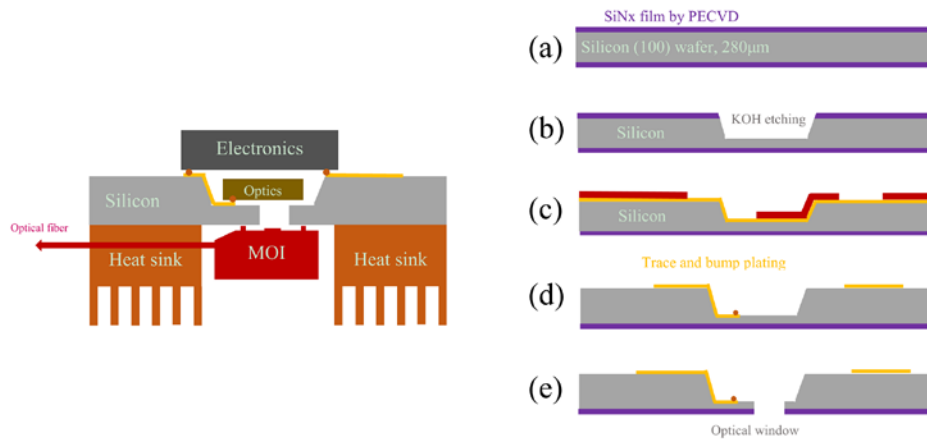 Electronics
Optics
Silicon
Optical fiber
MOI
Heat sink
Heat sink
SiNx film by PECVD
(a)
Silicon (100) wafer, 280μm
(b)
Silicon
KOH etching
(c)
Silicon
Trace and bump plating
(d)
(e)
Optical window